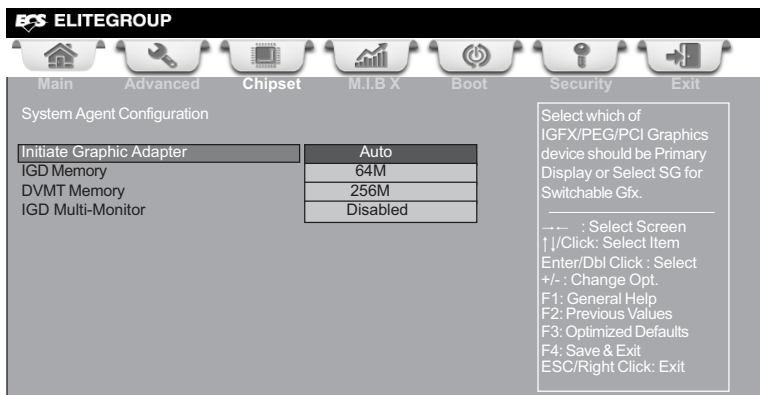 ECS ELITEGROUP
Main Advanced Chipset M.I.B X Boot Security Exit
System Agent Configuration
Initiate Graphic Adapter Auto
IGD Memory 64M
DVMT Memory 256M
IGD Multi-Monitor Disabled
Select which of
IGFX/PEG/PCI Graphics
device should be Primary
Display or Select SG for
Switchable Gfx.
→← : Select Screen
↑↓/Click: Select Item
Enter/Dbl Click : Select
+/- : Change Opt.
F1: General Help
F2: Previous Values
F3: Optimized Defaults
F4: Save & Exit
ESC/Right Click: Exit